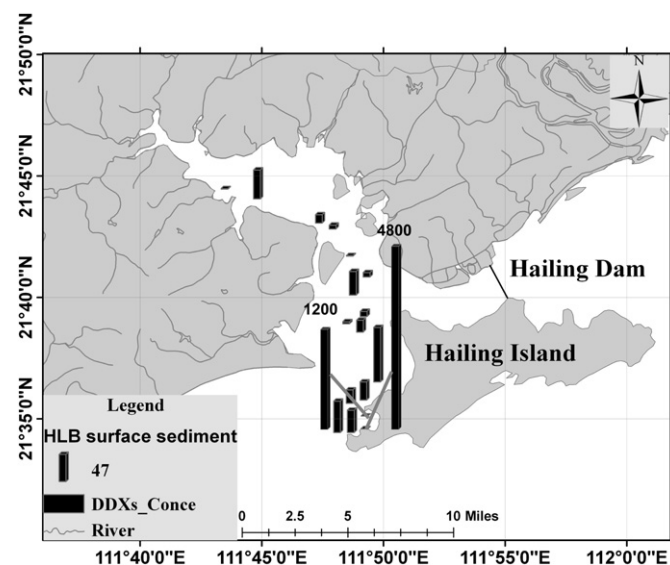 21°50'0"N
N
21°45'0"N
4800
Hailing Dam
21°40'0"N
1200
Hailing Island
21°35'0"N
Legend
HLB surface sediment
47
DDXs_Conce
River
0 2.5 5 10 Miles
111°40'0"E 111°45'0"E 111°50'0"E 111°55'0"E 112°0'0"E